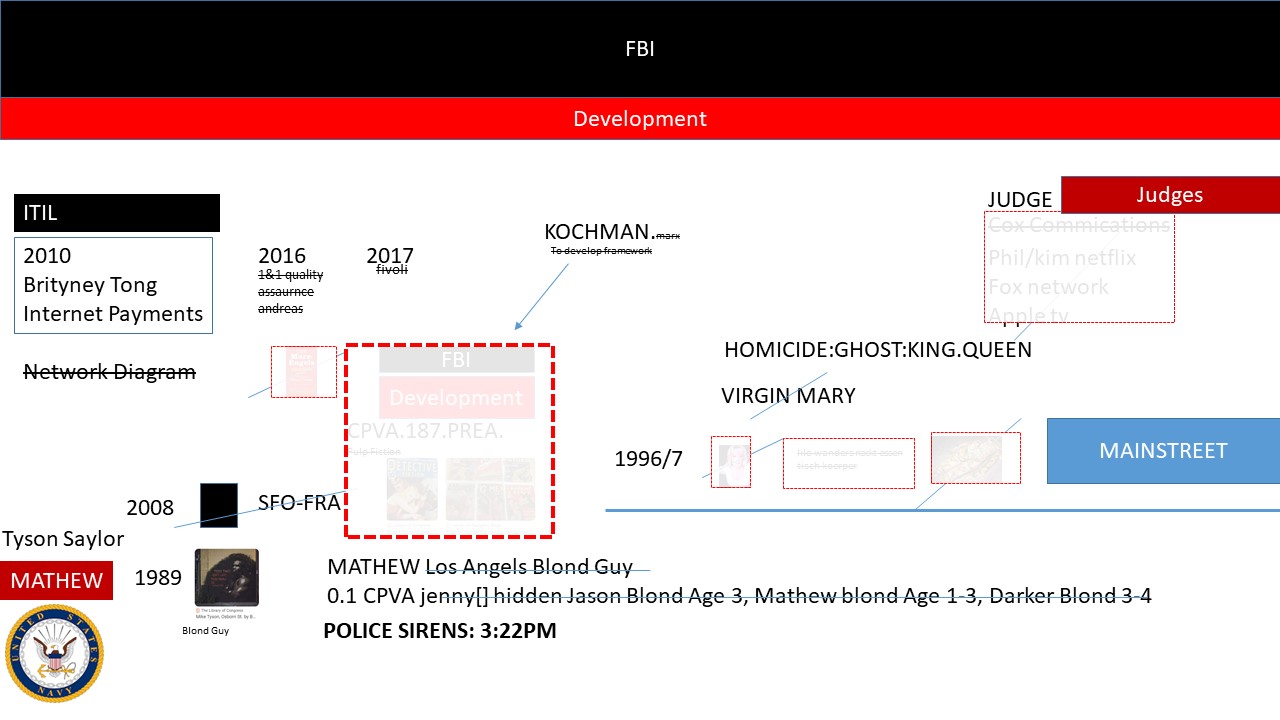 FBI
Development
ITIL
2010
Brityney Tong
Internet Payments
Network Diagram
2016
1&1 quality
assaurnce
andreas
2017
fivoli
KOCHMAN.marx
To develop framework
JUDGE
Judges
Cox Commications
Phil/kim netflix
Fox network
Apple tv
HOMICIDE:GHOST:KING.QUEEN
VIRGIN MARY
FBI
Development
CPVA.187.PREA.
Pulp Fiction
DETECTIVE
1996/7
MAINSTREET
2008
SFO-FRA
Tyson Saylor
MATHEW
1989
The Library of Congress
Mike Tyson, Osborn St. by B...
Blond Guy
MATHEW Los Angels Blond Guy
0.1 CPVA jenny[] hidden Jason Blond Age 3, Mathew blond Age 1-3, Darker Blond 3-4
POLICE SIRENS: 3:22PM
UNITED STATES
NAVY